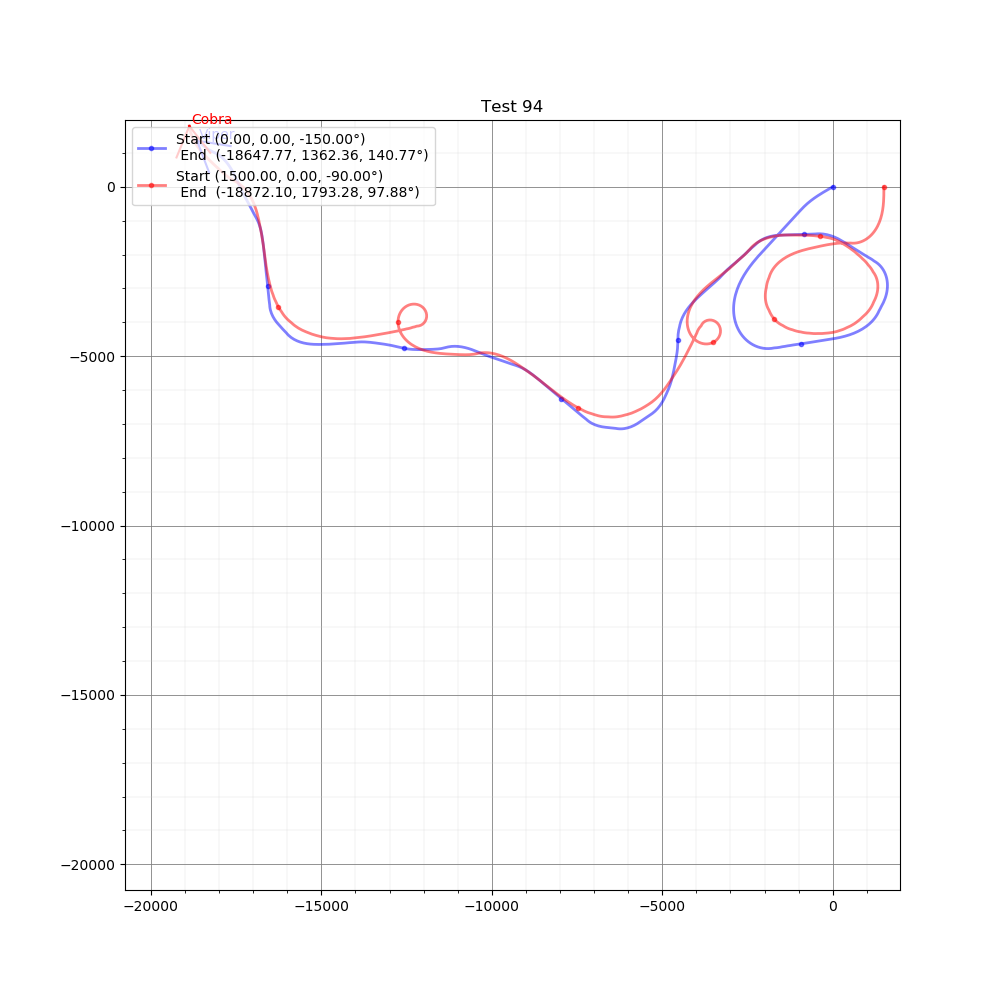 Test 94
Cobra
Viper
Start (0.00, 0.00, -150.00°)
End (-18647.77, 1362.36, 140.77°)
Start (1500.00, 0.00, -90.00°)
End (-18872.10, 1793.28, 97.88°)
0
−5000
−10000
−15000
−20000
−20000 −15000 −10000 −5000 0